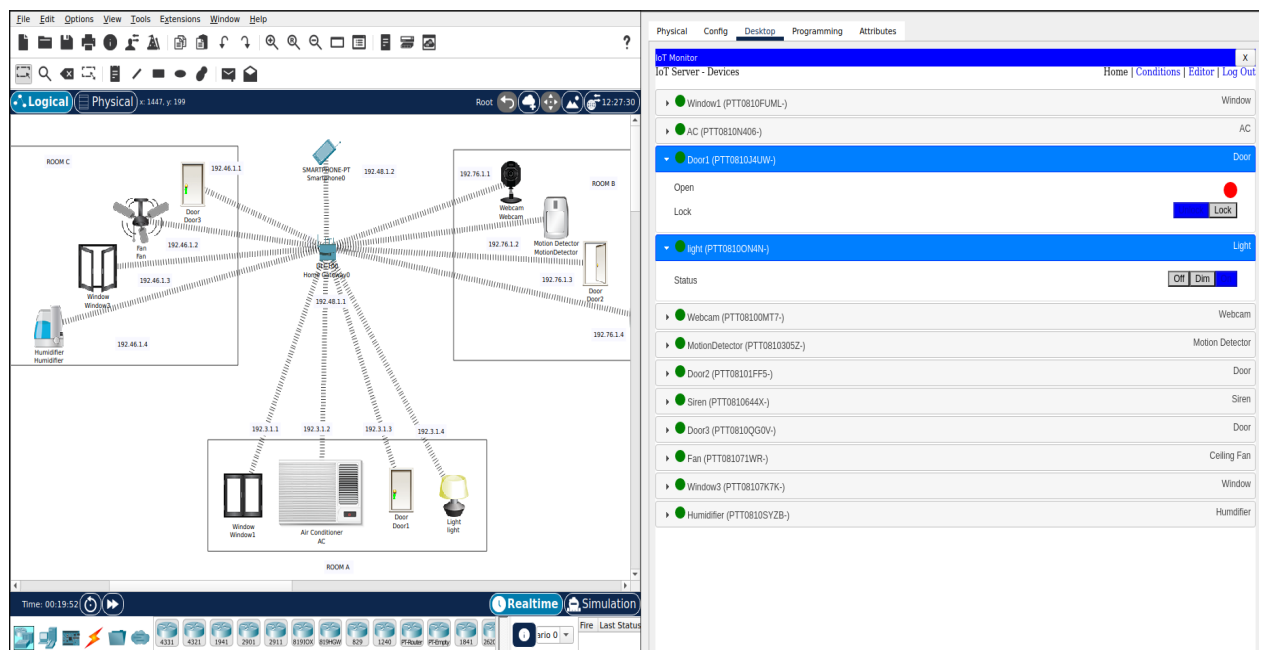 File Edit Options View Tools Extensions Window Help
?
Logical Physical x: 1447, y: 199 Root 12:27:30
ROOM C
192.46.1.1
Door
Door3
SMARTPHONE-PT
Smartphone0
192.48.1.2
192.76.1.1
ROOM B
Webcam
Webcam
Fan
Fan
192.46.1.2
192.76.1.2
Motion Detector
MotionDetector
Home Gateway0
192.46.1.3
192.76.1.3
Window
Window3
192.48.1.1
Door
Door2
192.76.1.4
192.46.1.4
Humidifier
Humidifier
192.3.1.1 192.3.1.2 192.3.1.3 192.3.1.4
Window
Window1
Air Conditioner
AC
Door
Door1
Light
light
ROOM A
Time: 00:19:52 Realtime Simulation
4331 4321 1941 2901 2911 819IOX 819HGW 829 1240 PT-Router PT-Empty 1841 2620
ario 0
Fire Last Status
Physical Config Desktop Programming Attributes
IoT Monitor X
IoT Server - Devices Home | Conditions | Editor | Log Out
Window1 (PTT0810FUML-) Window
AC (PTT0810N406-) AC
Door1 (PTT0810J4UW-) Door
Open
Lock Lock
light (PTT0810ON4N-) Light
Status Off Dim
Webcam (PTT08100MT7-) Webcam
MotionDetector (PTT0810305Z-) Motion Detector
Door2 (PTT08101FF5-) Door
Siren (PTT0810644X-) Siren
Door3 (PTT0810QG0V-) Door
Fan (PTT081071WR-) Ceiling Fan
Window3 (PTT08107K7K-) Window
Humidifier (PTT0810SYZB-) Humdifier